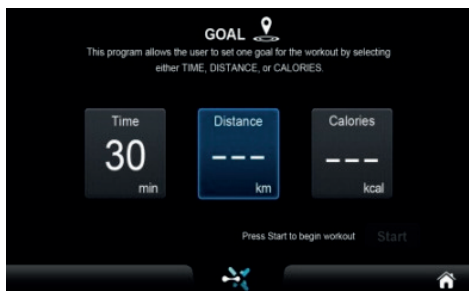 GOAL
This program allows the user to set one goal for the workout by selecting
either TIME, DISTANCE, or CALORIES.
Time
30
min
Distance
---
km
Calories
---
kcal
Press Start to begin workout
Start